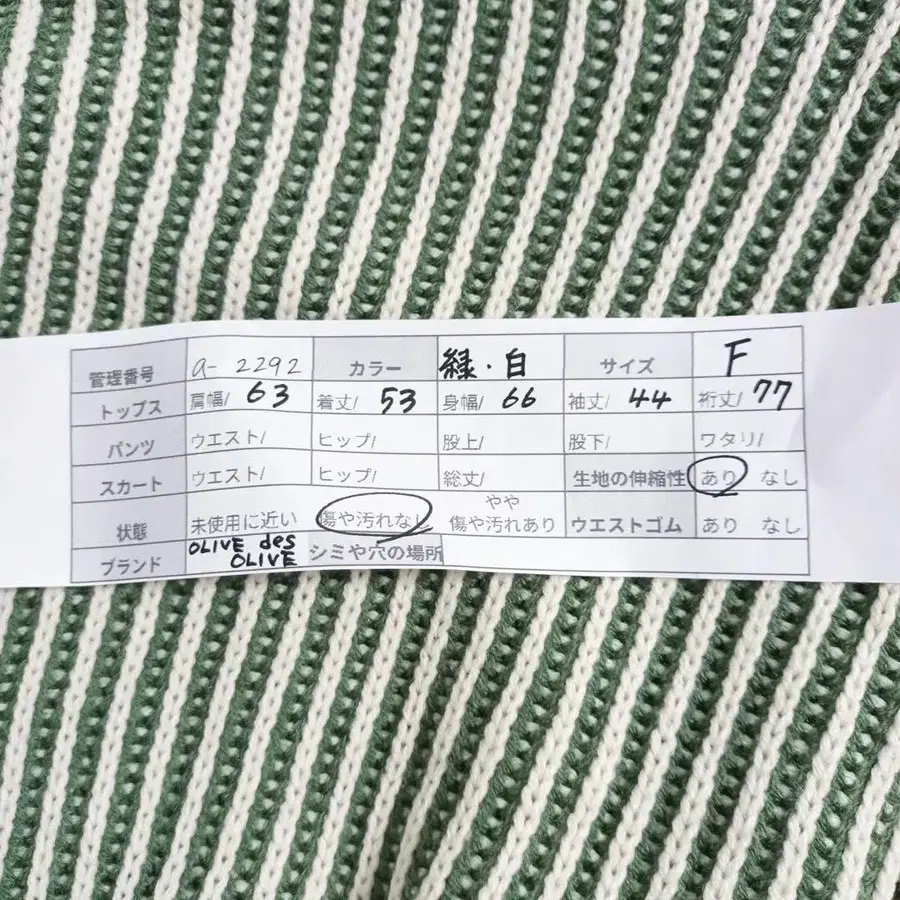 管理番号 a- 2292 カラー 緑・白 サイズ F
トップス 肩幅/ 63 着丈/ 53 身幅/ 66 袖丈/ 44 裄丈/ 77
パンツ ウエスト/ ヒップ/ 股上/ 股下/ ワタリ/
スカート ウエスト/ ヒップ/ 総丈/ 生地の伸縮性 あり なし
状態 未使用に近い 傷や汚れなし やや 傷や汚れあり ウエストゴム あり なし
ブランド OLIVE des OLIVE シミや穴の場所